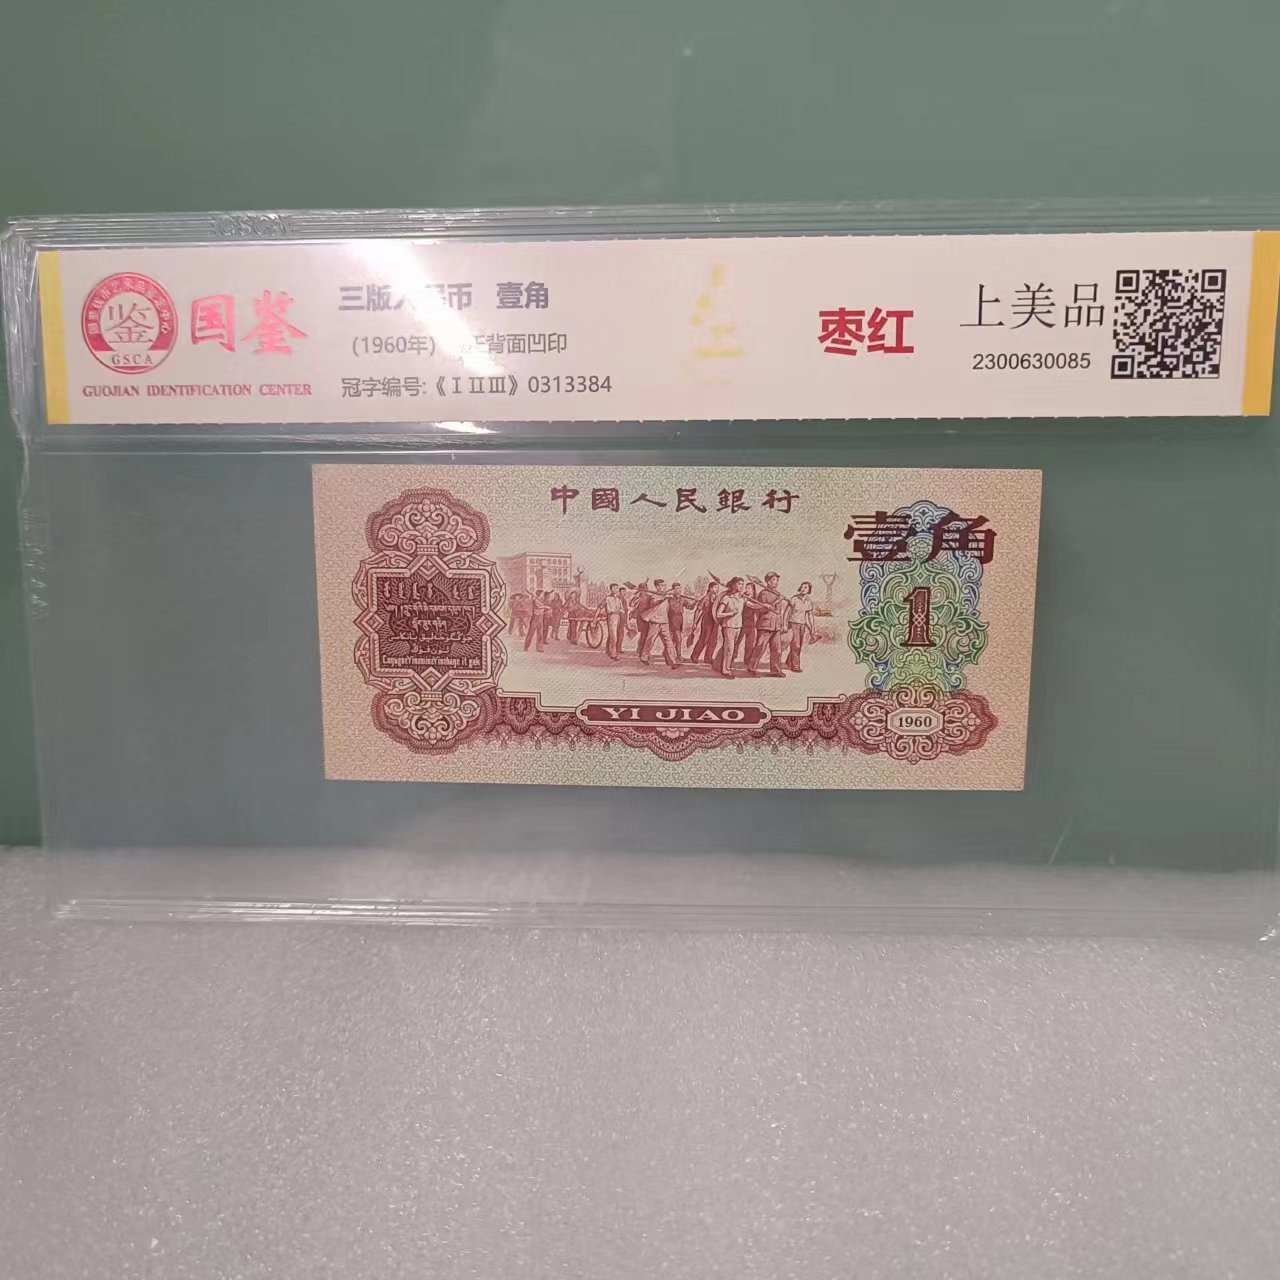 GSCA
国鉴
GSCA
GUOJIAN IDENTIFICATION CENTER
三版人民币 壹角
(1960年) 正背面凹印
冠字编号:《Ⅰ Ⅱ Ⅲ》0313384
枣红
上美品
2300630085
中國人民銀行
壹角
1
YI JIAO
1960